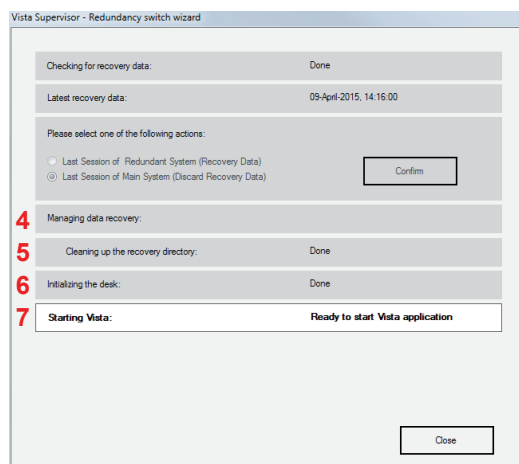 Vista Supervisor - Redundancy switch wizard
Checking for recovery data: Done
Latest recovery data: 09-April-2015, 14:16:00
Please select one of the following actions:
Last Session of Redundant System (Recovery Data)
Last Session of Main System (Discard Recovery Data)
Confirm
4 Managing data recovery:
5 Cleaning up the recovery directory: Done
6 Initializing the desk: Done
7 Starting Vista: Ready to start Vista application
Close